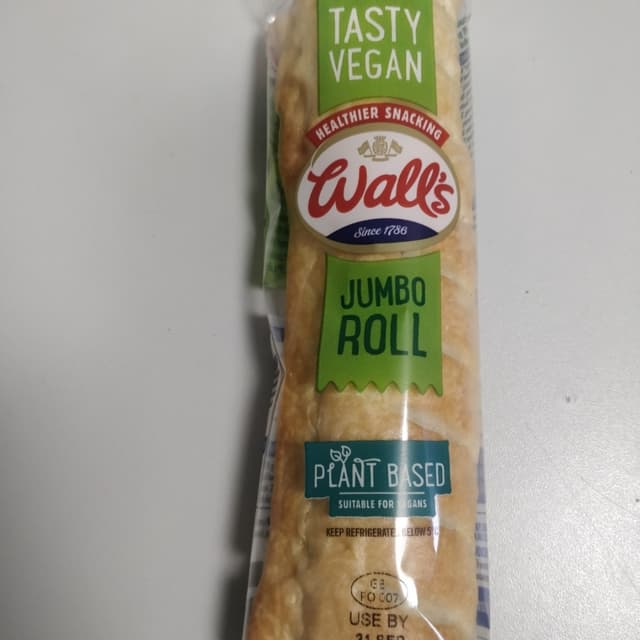 TASTY
VEGAN
HEALTHIER SNACKING
Wall's
Since 1786
JUMBO
ROLL
PLANT BASED
SUITABLE FOR VEGANS
KEEP REFRIGERATED BELOW 5°C
GB
FO 007
USE BY